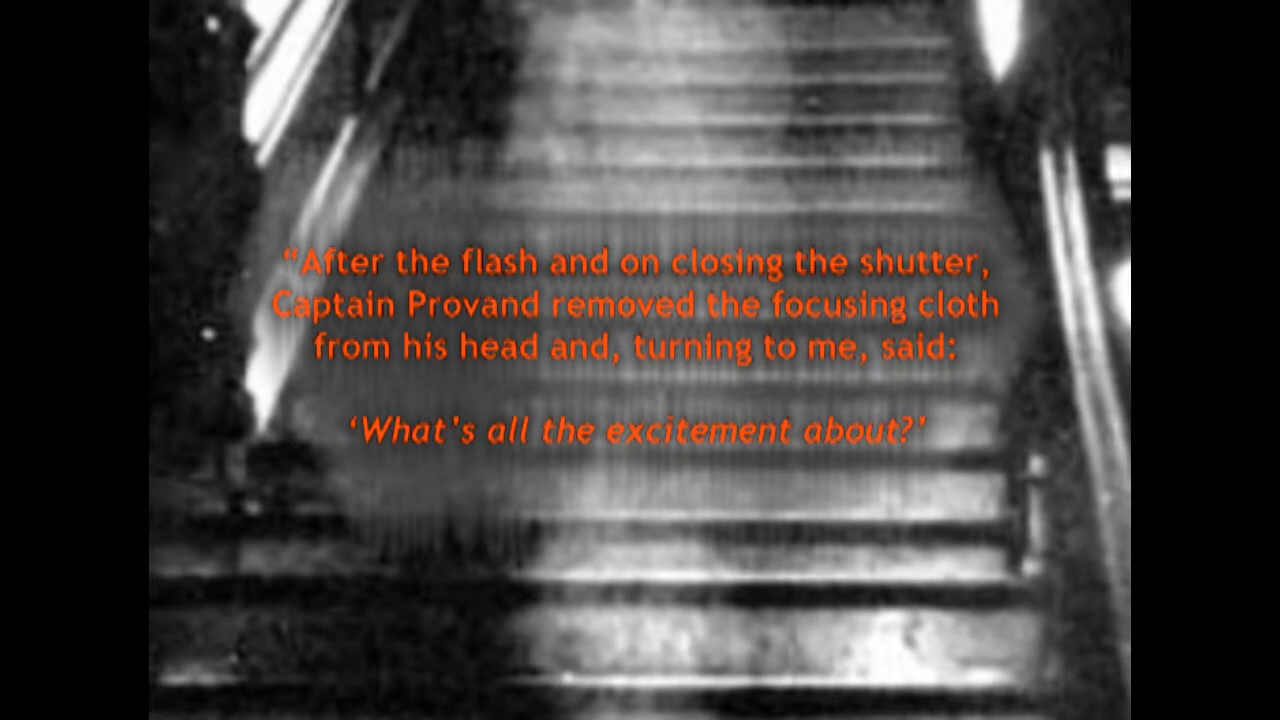 “After the flash and on closing the shutter,
Captain Provand removed the focusing cloth
from his head and, turning to me, said:
‘What’s all the excitement about?’